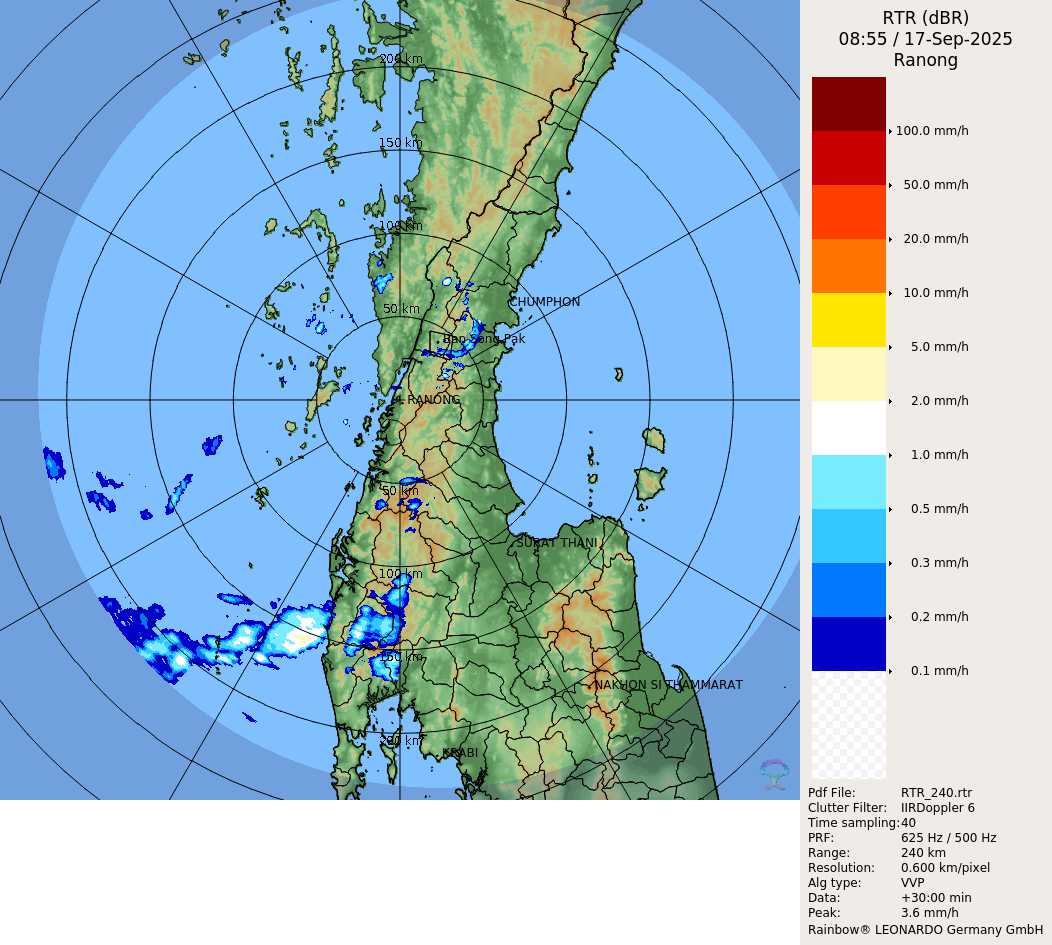 RTR (dBR)
08:55 / 17-Sep-2025
Ranong
100.0 mm/h
50.0 mm/h
20.0 mm/h
10.0 mm/h
5.0 mm/h
2.0 mm/h
1.0 mm/h
0.5 mm/h
0.3 mm/h
0.2 mm/h
0.1 mm/h
200 km
150 km
100 km
50 km
CHUMPHON
Ban Song Pak
RANONG
50 km
SURAT THANI
100 km
150 km
NAKHON SI THAMMARAT
200 km
KRABI
Pdf File: RTR_240.rtr
Clutter Filter: IIRDoppler 6
Time sampling: 40
PRF: 625 Hz / 500 Hz
Range: 240 km
Resolution: 0.600 km/pixel
Alg type: VVP
Data: +30:00 min
Peak: 3.6 mm/h
Rainbow® LEONARDO Germany GmbH